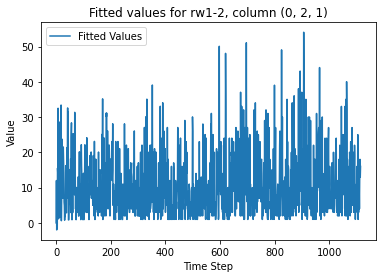 Fitted values for rw1-2, column (0, 2, 1)
Fitted Values
Value
50
40
30
20
10
0
0 200 400 600 800 1000
Time Step